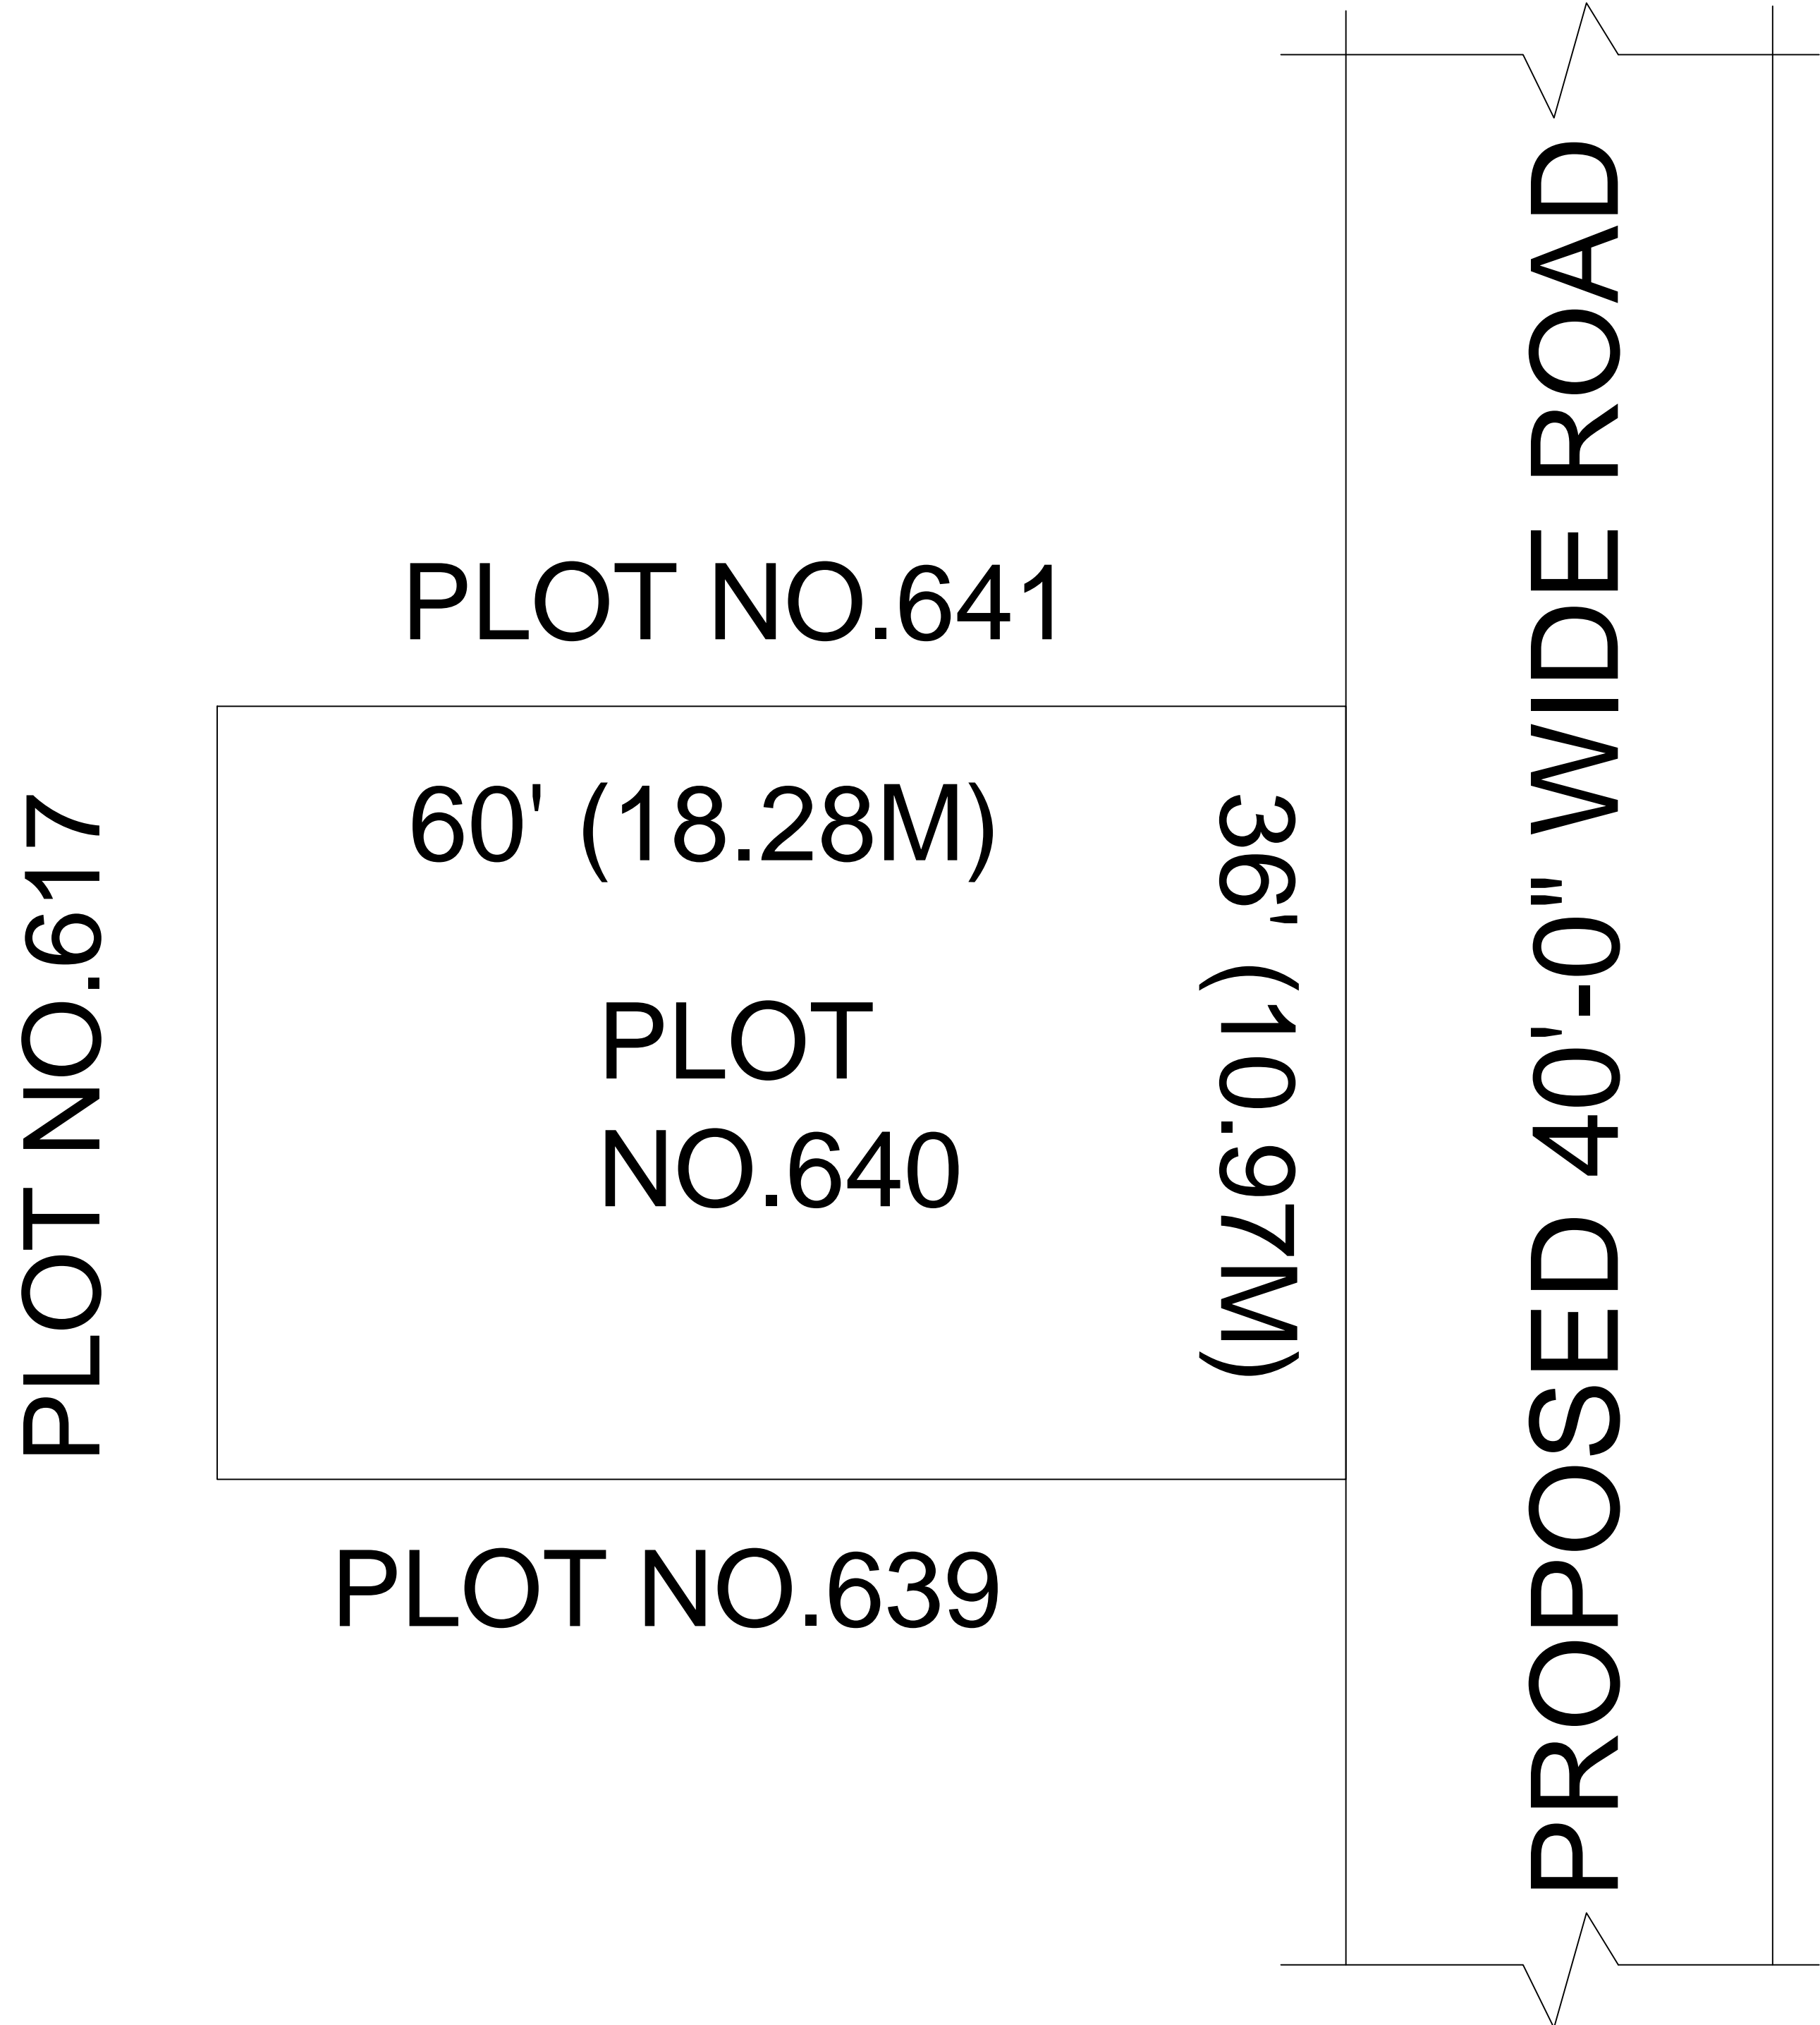 PLOT NO.641
60' (18.28M)
36' (10.97M)
PLOT
NO.640
PLOT NO.617
PLOT NO.639
PROPOSED 40'-0" WIDE ROAD